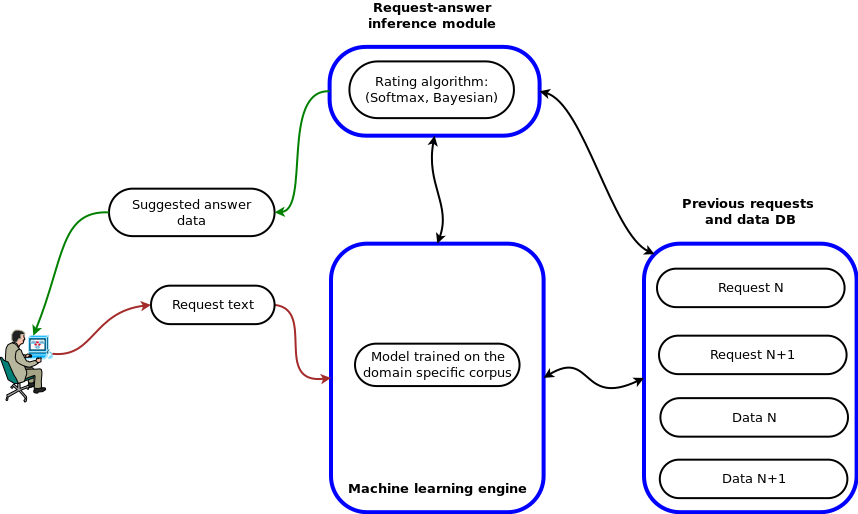 Request-answer
inference module
Rating algorithm:
(Softmax, Bayesian)
Suggested answer
data
Previous requests
and data DB
Request N
Request text
Request N+1
Model trained on the
domain specific corpus
Data N
Data N+1
Machine learning engine